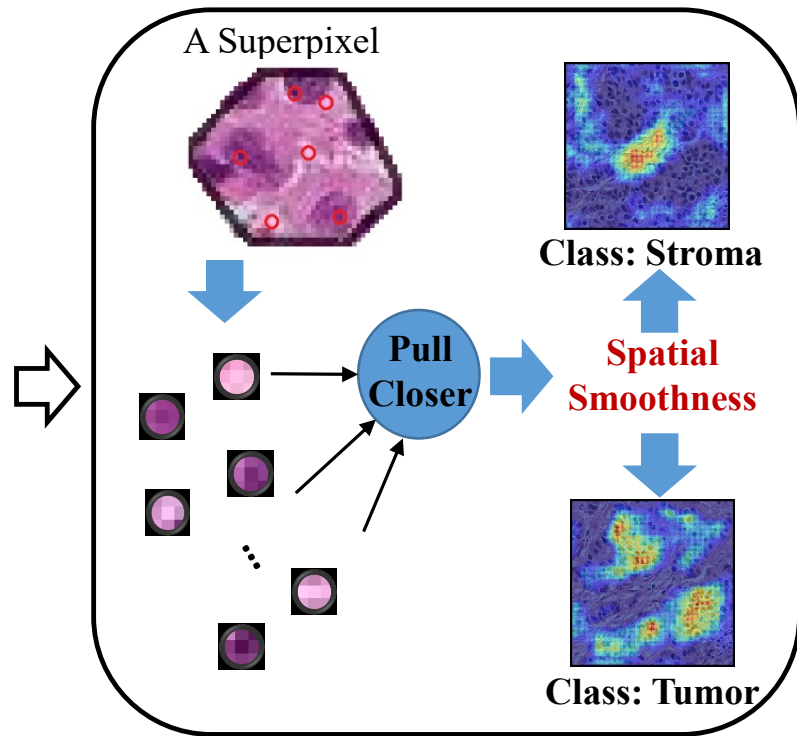 A Superpixel
Class: Stroma
Pull
Closer
Spatial
Smoothness
Class: Tumor